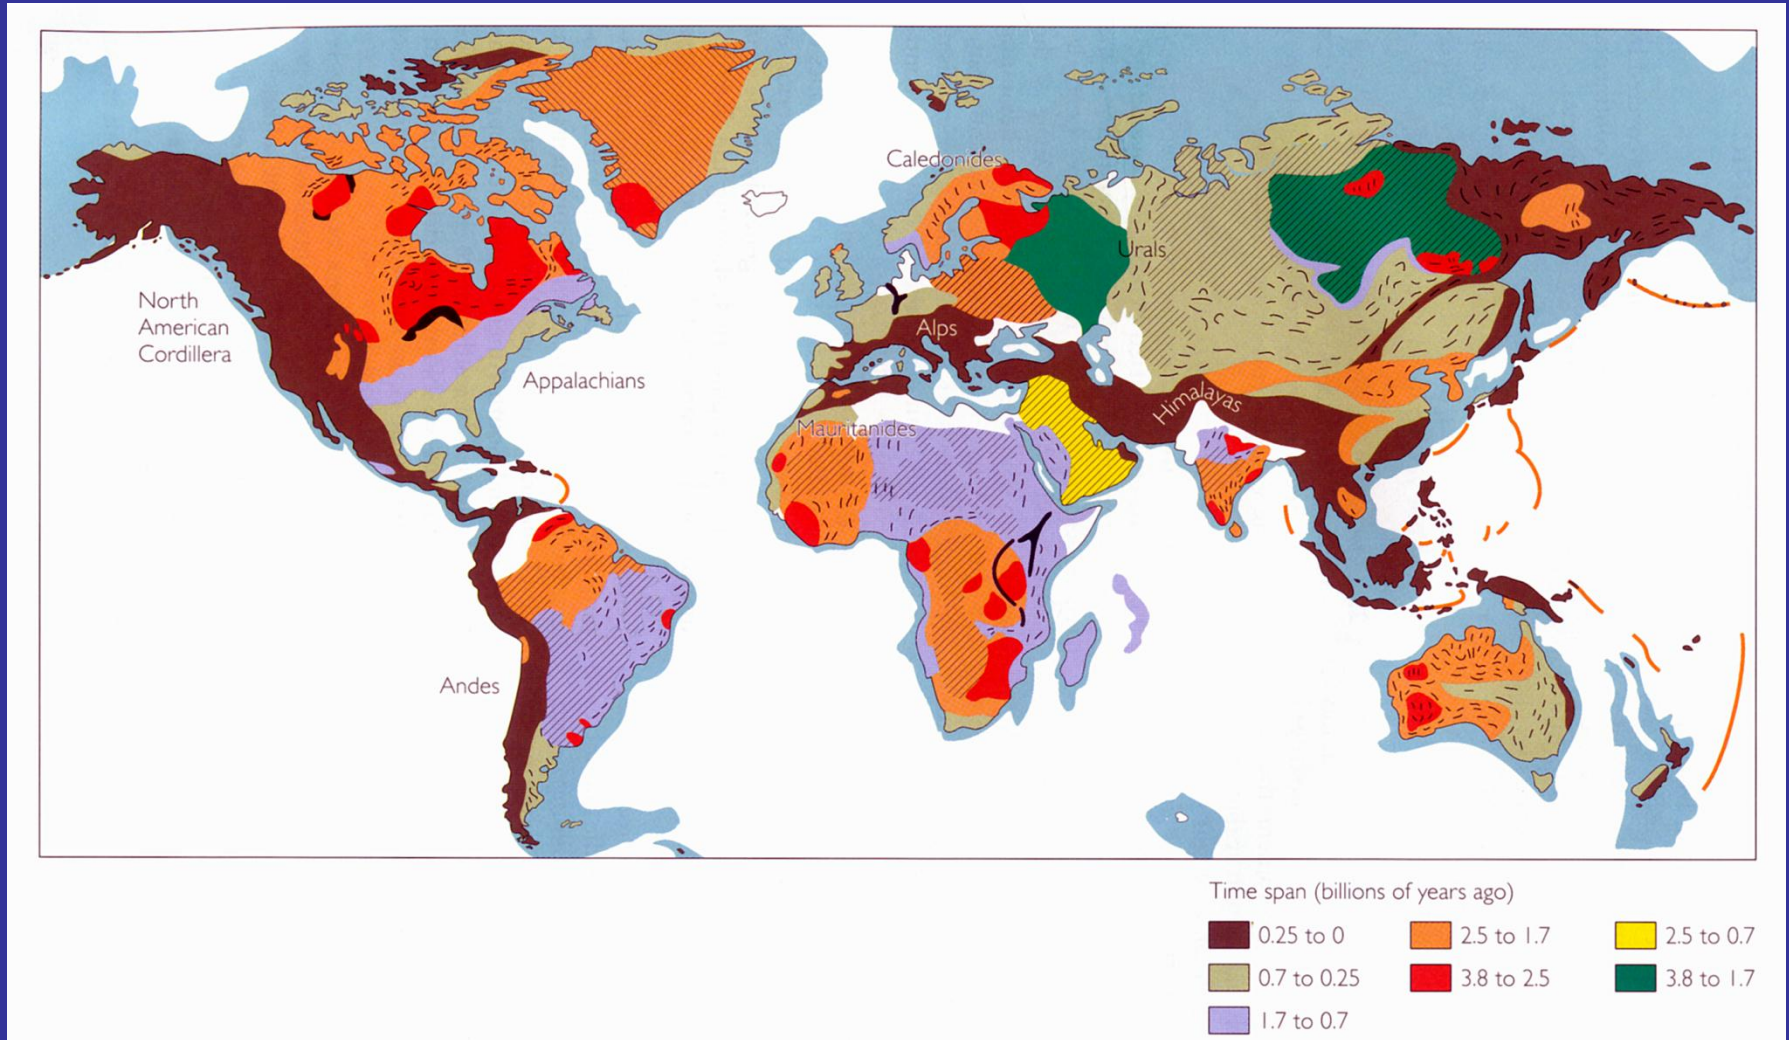 Caledonides
Urals
North
American
Cordillera
Alps
Appalachians
Himalayas
Mauritanides
Andes
Time span (billions of years ago)
0.25 to 0
2.5 to 1.7
2.5 to 0.7
0.7 to 0.25
3.8 to 2.5
3.8 to 1.7
1.7 to 0.7